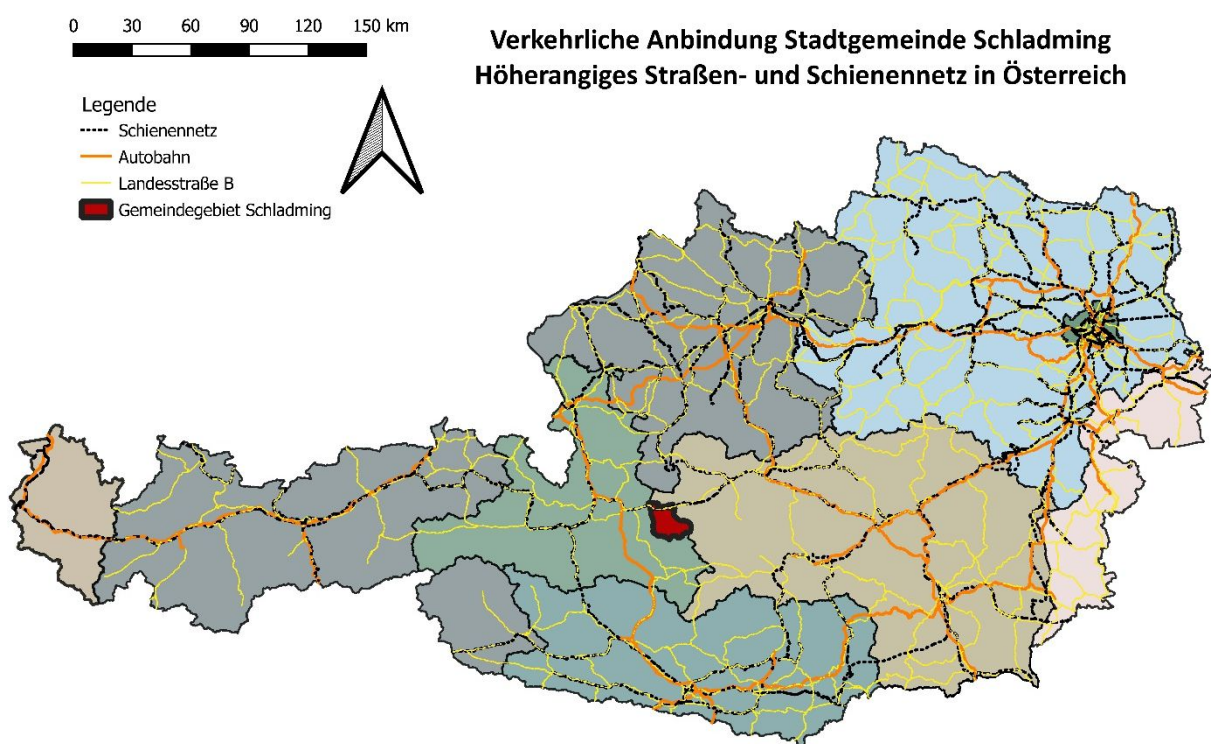 0 30 60 90 120 150 km
Verkehrliche Anbindung Stadtgemeinde Schladming
Höherangiges Straßen- und Schienennetz in Österreich
Legende
Schienennetz
Autobahn
Landesstraße B
Gemeindegebiet Schladming